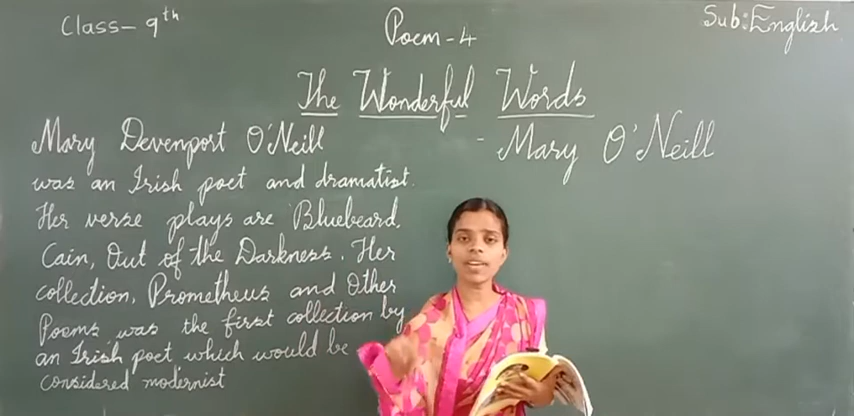 Class- 9th
Poem-4
Sub: English
The Wonderful Words
- Mary O'Neill
Mary Devenport O'Neill
was an Irish poet and dramatist.
Her verse plays are Bluebeard,
Cain, Out of the Darkness. Her
collection, Prometheus and Other
Poems was the first collection by
an Irish poet which would be
considered modernist